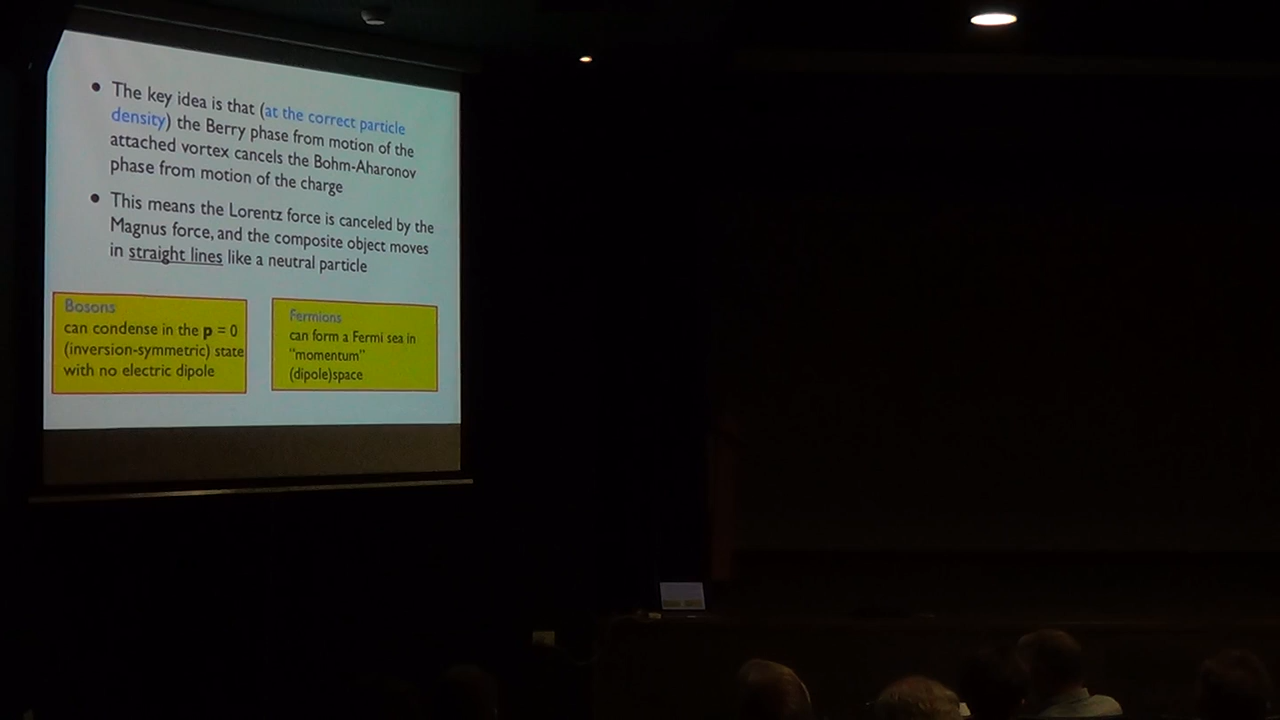 • The key idea is that (at the correct particle
density) the Berry phase from motion of the
attached vortex cancels the Bohm-Aharonov
phase from motion of the charge
• This means the Lorentz force is canceled by the
Magnus force, and the composite object moves
in straight lines like a neutral particle
Bosons
can condense in the p = 0
(inversion-symmetric) state
with no electric dipole
Fermions
can form a Fermi sea in
"momentum"
(dipole)space